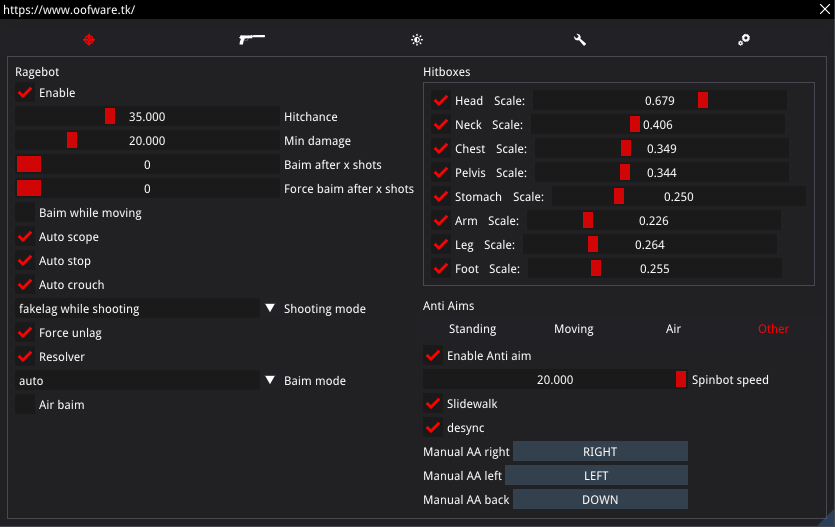 https://www.oofware.tk/
Ragebot
Enable
35.000 Hitchance
20.000 Min damage
0 Baim after x shots
0 Force baim after x shots
Baim while moving
Auto scope
Auto stop
Auto crouch
fakelag while shooting Shooting mode
Force unlag
Resolver
auto Baim mode
Air baim
Hitboxes
Head Scale: 0.679
Neck Scale: 0.406
Chest Scale: 0.349
Pelvis Scale: 0.344
Stomach Scale: 0.250
Arm Scale: 0.226
Leg Scale: 0.264
Foot Scale: 0.255
Anti Aims
Standing Moving Air Other
Enable Anti aim
20.000 Spinbot speed
Slidewalk
desync
Manual AA right RIGHT
Manual AA left LEFT
Manual AA back DOWN